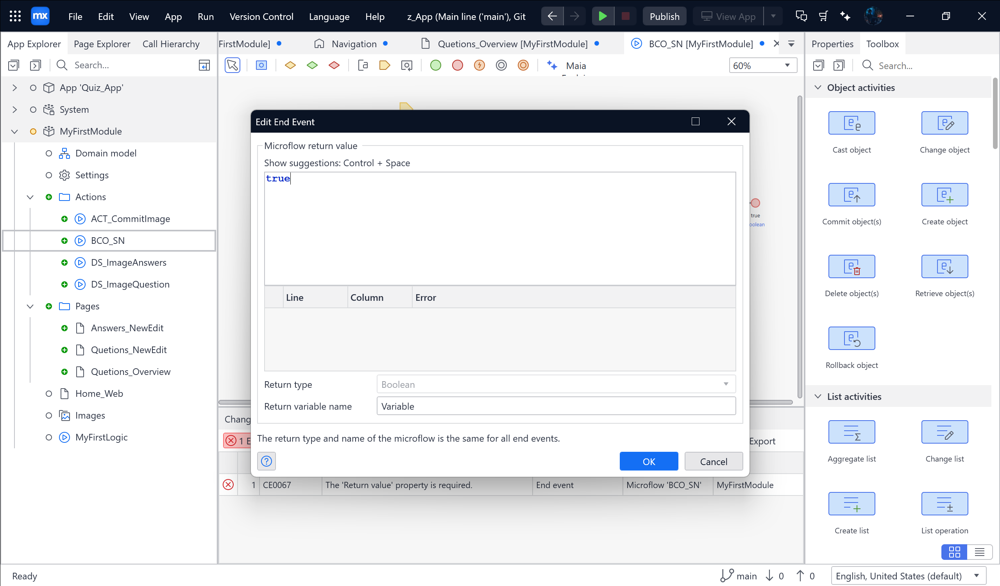 mx File Edit View App Run Version Control Language Help z_App (Main line ('main'), Git Publish View App
App Explorer Page Explorer Call Hierarchy
FirstModule] Navigation Quetions_Overview [MyFirstModule] BCO_SN [MyFirstModule]
Properties Toolbox
Search...
Maia
60%
Search...
App 'Quiz_App'
System
MyFirstModule
Domain model
Settings
Actions
ACT_CommitImage
BCO_SN
DS_ImageAnswers
DS_ImageQuestion
Pages
Answers_NewEdit
Quetions_NewEdit
Quetions_Overview
Home_Web
Images
MyFirstLogic
Edit End Event
Microflow return value
Show suggestions: Control + Space
true
Line Column Error
Return type Boolean
Return variable name Variable
The return type and name of the microflow is the same for all end events.
? OK Cancel
true
oolean
Chang
1 E
Export
1 CE0067 The 'Return value' property is required. End event Microflow 'BCO_SN' MyFirstModule
Object activities
Cast object Change object
Commit object(s) Create object
Delete object(s) Retrieve object(s)
Rollback object
List activities
Aggregate list Change list
Create list List operation
Ready
main 0 0 English, United States (default)